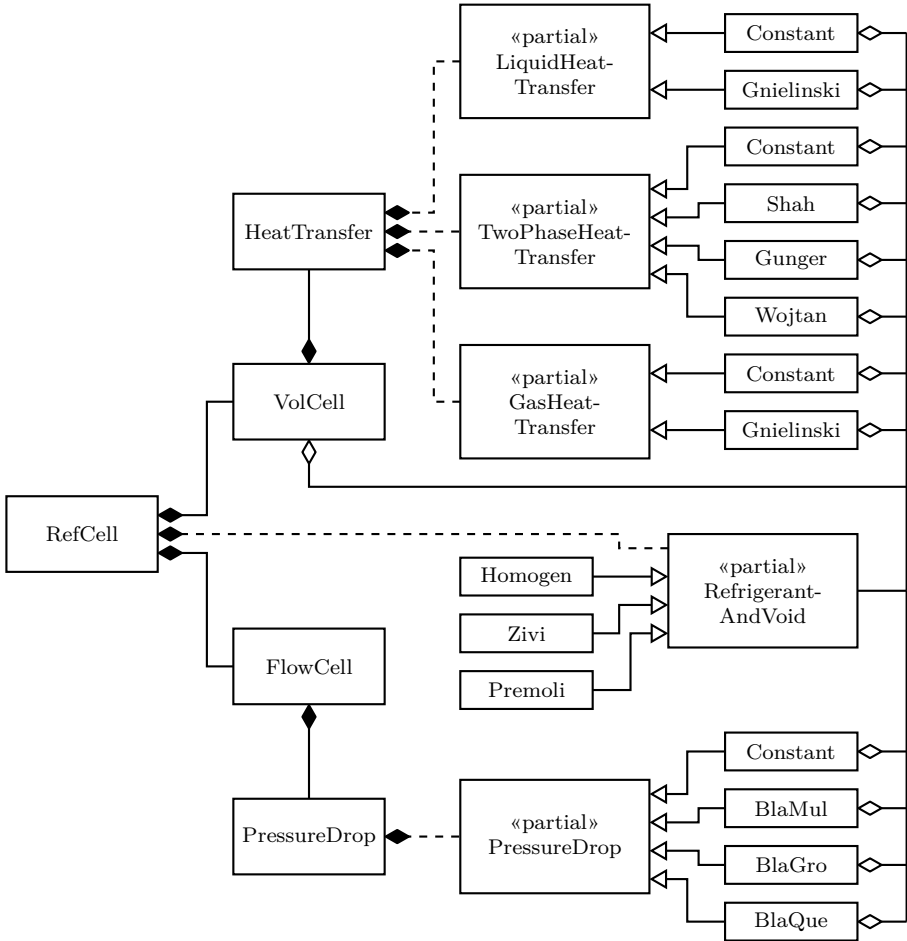 «partial»
LiquidHeat-
Transfer
Constant
Gnielinski
HeatTransfer
«partial»
TwoPhaseHeat-
Transfer
Constant
Shah
Gunger
Wojtan
VolCell
«partial»
GasHeat-
Transfer
Constant
Gnielinski
RefCell
Homogen
Zivi
Premoli
«partial»
Refrigerant-
AndVoid
FlowCell
PressureDrop
«partial»
PressureDrop
Constant
BlaMul
BlaGro
BlaQue